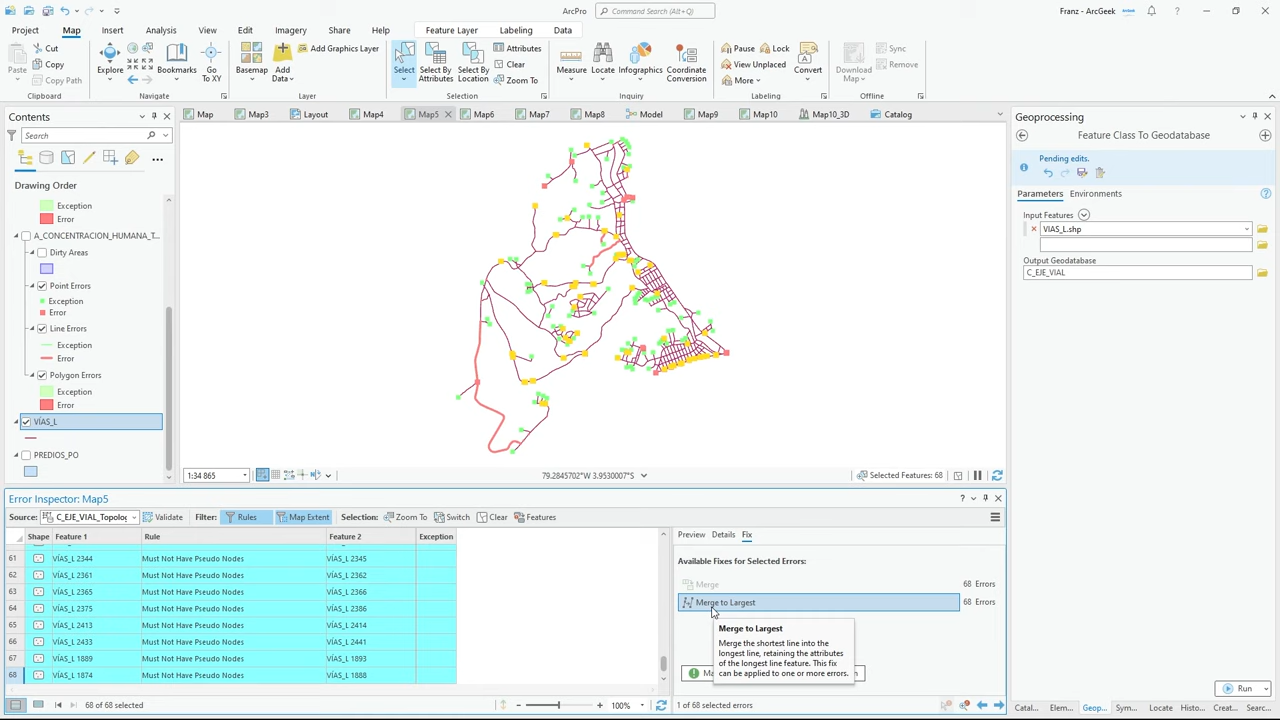 ArcPro
Command Search (Alt+Q)
Franz - ArcGeek
Project
Map
Insert
Analysis
View
Edit
Imagery
Share
Help
Feature Layer
Labeling
Data
Paste
Cut
Copy
Copy Path
Clipboard
Explore
Bookmarks
Go To XY
Navigate
Basemap
Add Data
Add Graphics Layer
Layer
Select
Select By Attributes
Select By Location
Attributes
Clear
Zoom To
Selection
Measure
Locate
Infographics
Coordinate Conversion
Inquiry
Pause
Lock
View Unplaced
More
Convert
Labeling
Download Map
Sync
Remove
Offline
Contents
Search
Drawing Order
Exception
Error
A_CONCENTRACION_HUMANA_T...
Dirty Areas
Point Errors
Exception
Error
Line Errors
Exception
Error
Polygon Errors
Exception
Error
VÍAS_L
PREDIOS_PO
Map
Map3
Layout
Map4
Map5
Map6
Map7
Map8
Model
Map9
Map10
Map10_3D
Catalog
1:34 865
79.2845702°W 3.9530007°S
Selected Features: 68
Error Inspector: Map5
Source:
C_EJE_VIAL_Topolog
Validate
Filter:
Rules
Map Extent
Selection:
Zoom To
Switch
Clear
Features
Shape Feature 1 Rule Feature 2 Exception
61 VÍAS_L 2344 Must Not Have Pseudo Nodes VÍAS_L 2345
62 VÍAS_L 2361 Must Not Have Pseudo Nodes VÍAS_L 2362
63 VÍAS_L 2365 Must Not Have Pseudo Nodes VÍAS_L 2366
64 VÍAS_L 2375 Must Not Have Pseudo Nodes VÍAS_L 2386
65 VÍAS_L 2413 Must Not Have Pseudo Nodes VÍAS_L 2414
66 VÍAS_L 2433 Must Not Have Pseudo Nodes VÍAS_L 2441
67 VÍAS_L 1889 Must Not Have Pseudo Nodes VÍAS_L 1893
68 VÍAS_L 1874 Must Not Have Pseudo Nodes VÍAS_L 1888
68 of 68 selected
100%
Preview
Details
Fix
Available Fixes for Selected Errors:
Merge 68 Errors
Merge to Largest 68 Errors
Merge to Largest
Merge the shortest line into the
longest line, retaining the attributes
of the longest line feature. This fix
can be applied to one or more errors.
1 of 68 selected errors
Geoprocessing
Feature Class To Geodatabase
Pending edits.
Parameters
Environments
Input Features
VIAS_L.shp
Output Geodatabase
C_EJE_VIAL
Run
Catal...
Elem...
Geop...
Sym...
Locate
Histo...
Creat...
Searc...